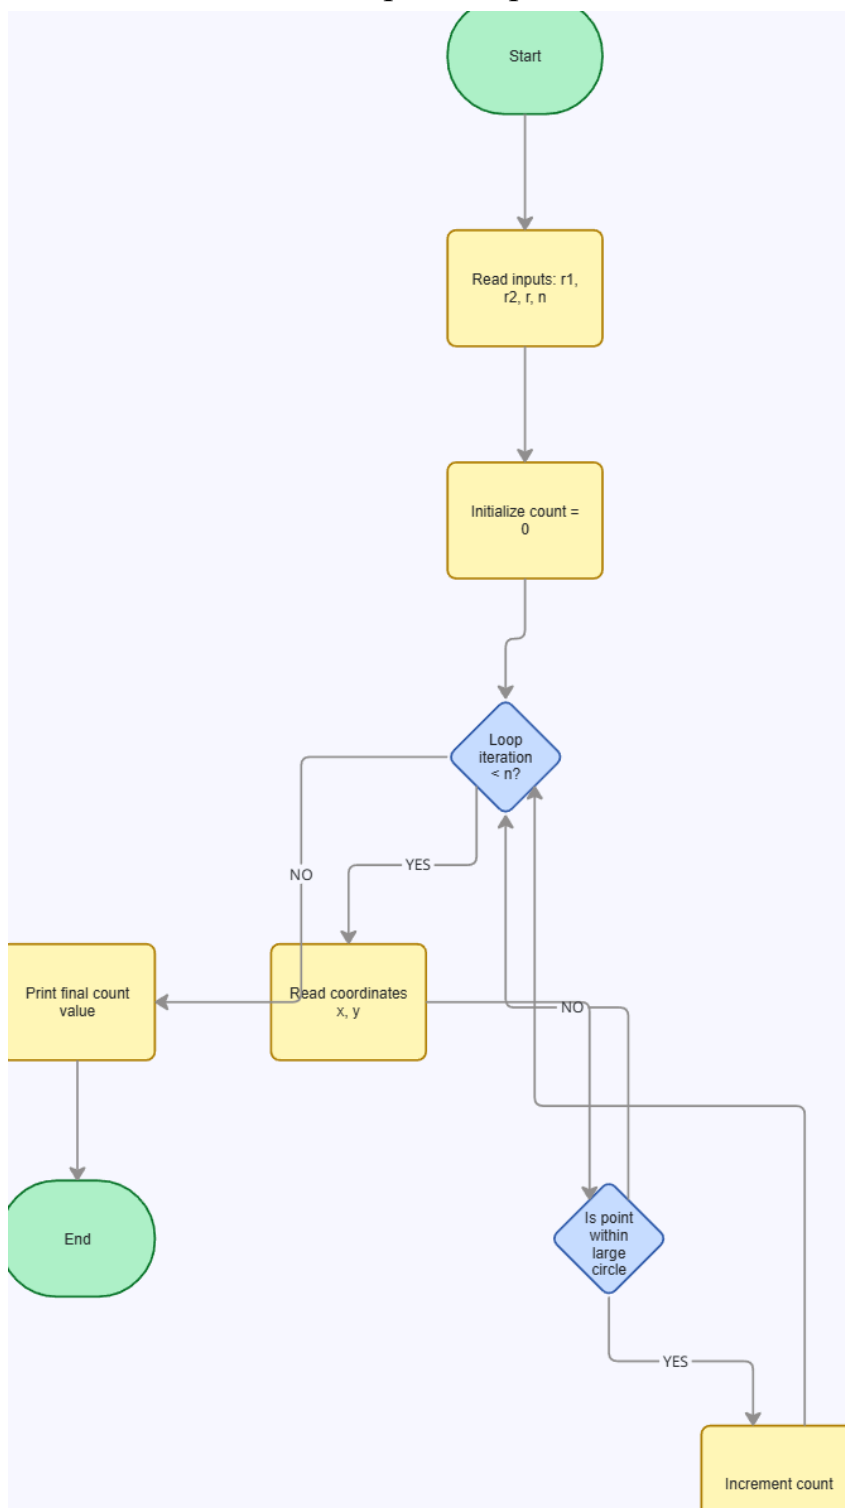 Start
Read inputs: r1,
r2, r, n
Initialize count =
0
Loop
iteration
< n?
YES
NO
Print final count
value
Read coordinates
x, y
NO
End
Is point
within
large
circle
YES
Increment count